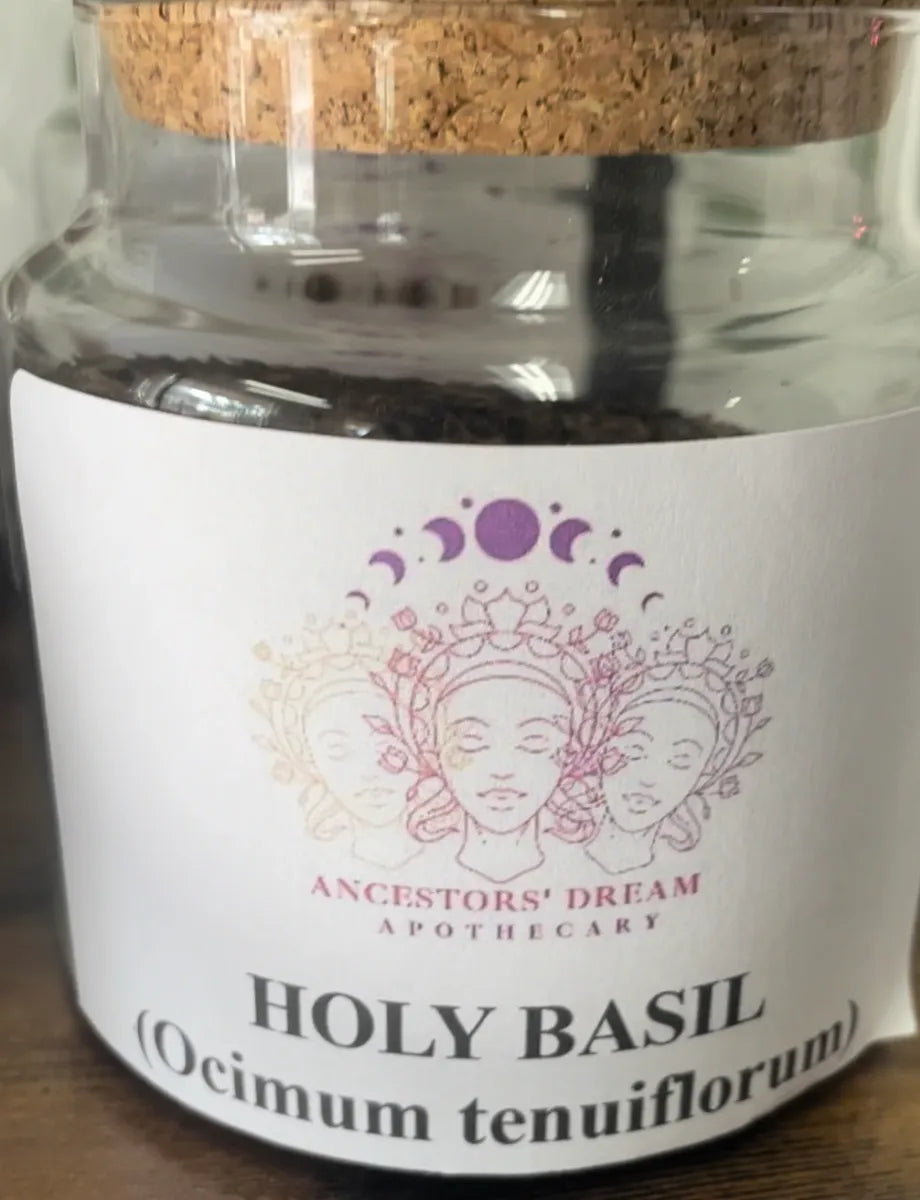 ANCESTORS' DREAM
APOTHECARY
HOLY BASIL
(Ocimum tenuiflorum)